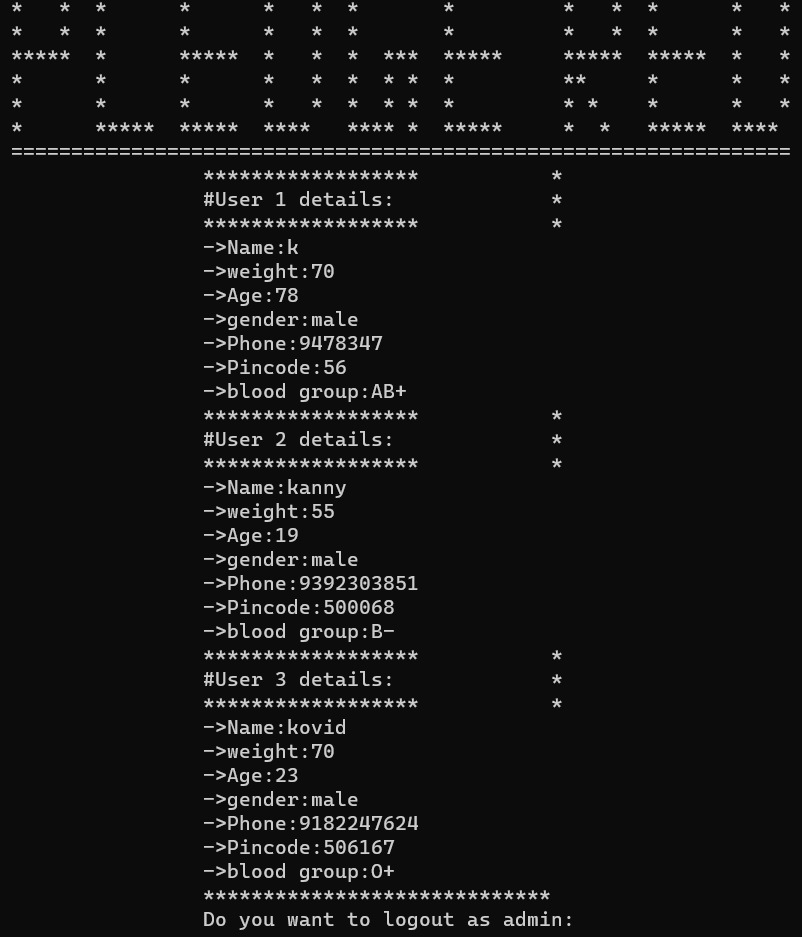 *   *  *      *      *   *  *       *         *   *  *      *   *
*   *  *      *      *   *  *       *         *   *  *      *   *
*****  *      *****  *   *  *  ***  *****     *****  *****  *   *
*      *      *      *   *  *  * *  *         **     *      *   *
*      *      *      *   *  *  * *  *         * *    *      *   *
*      *****  *****  ****   **** *  *****     *  *   *****  ****
=================================================================
******************           *
#User 1 details:             *
******************           *
->Name:k
->weight:70
->Age:78
->gender:male
->Phone:9478347
->Pincode:56
->blood group:AB+
******************           *
#User 2 details:             *
******************           *
->Name:kanny
->weight:55
->Age:19
->gender:male
->Phone:9392303851
->Pincode:500068
->blood group:B-
******************           *
#User 3 details:             *
******************           *
->Name:kovid
->weight:70
->Age:23
->gender:male
->Phone:9182247624
->Pincode:506167
->blood group:O+
*****************************
Do you want to logout as admin: